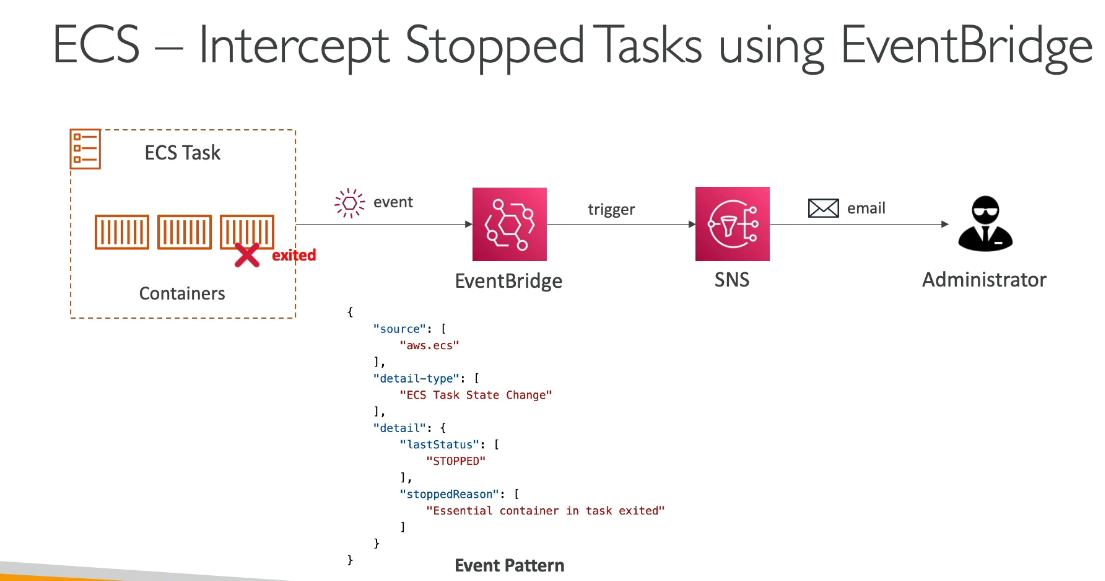 ECS – Intercept Stopped Tasks using EventBridge
ECS Task
exited
Containers
event
EventBridge
trigger
SNS
email
Administrator
{
"source": [
"aws.ecs"
],
"detail-type": [
"ECS Task State Change"
],
"detail": {
"lastStatus": [
"STOPPED"
],
"stoppedReason": [
"Essential container in task exited"
]
}
}
Event Pattern